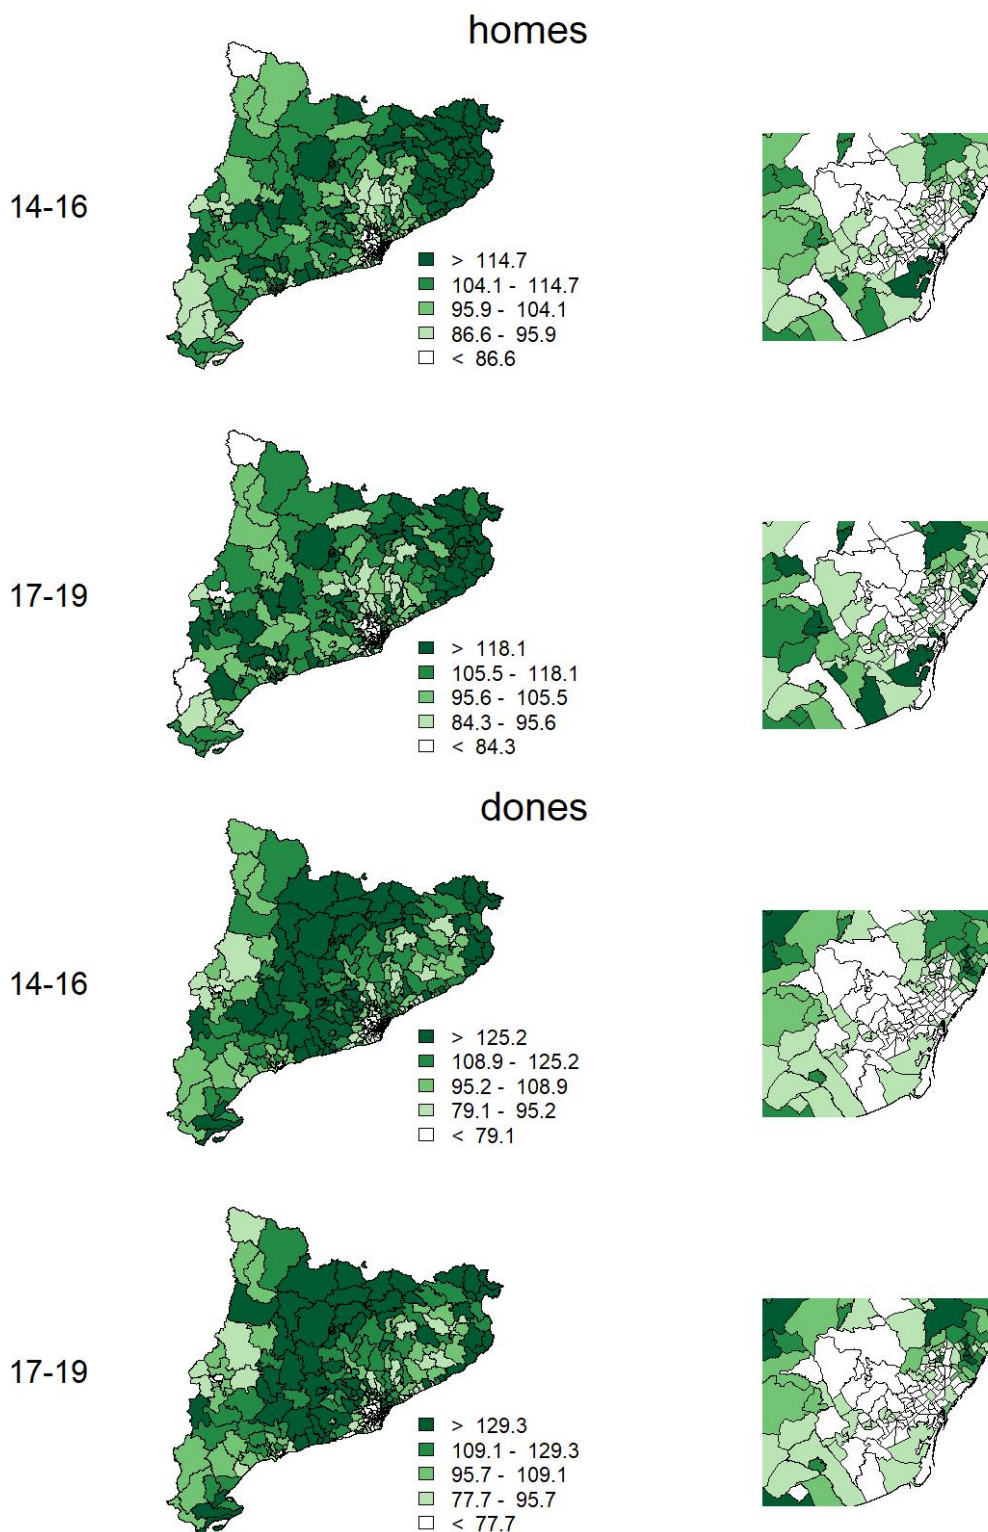 homes
14-16
> 114.7
104.1 - 114.7
95.9 - 104.1
86.6 - 95.9
< 86.6
17-19
> 118.1
105.5 - 118.1
95.6 - 105.5
84.3 - 95.6
< 84.3
dones
14-16
> 125.2
108.9 - 125.2
95.2 - 108.9
79.1 - 95.2
< 79.1
17-19
> 129.3
109.1 - 129.3
95.7 - 109.1
77.7 - 95.7
< 77.7